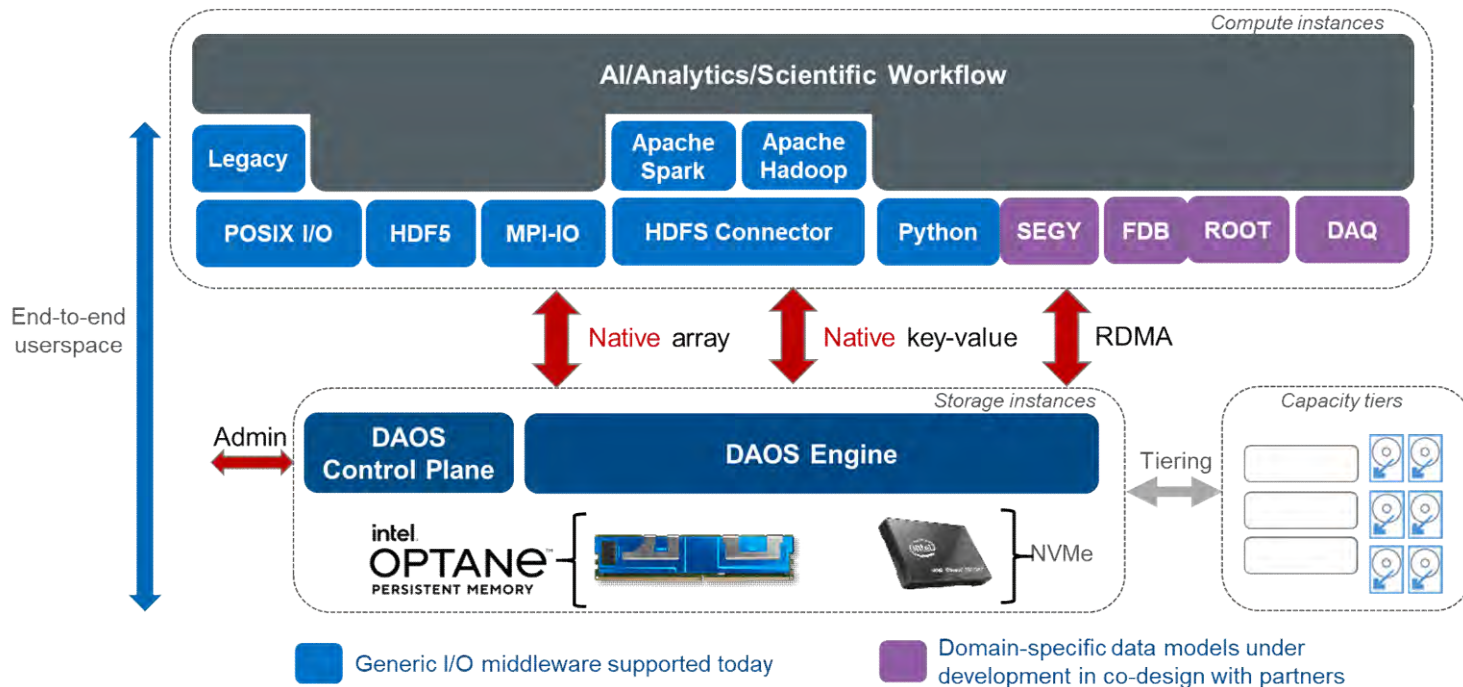 Compute instances
AI/Analytics/Scientific Workflow
Legacy
Apache
Spark
Apache
Hadoop
POSIX I/O
HDF5
MPI-IO
HDFS Connector
Python
SEGY
FDB
ROOT
DAQ
End-to-end
userspace
Native array
Native key-value
RDMA
Storage instances
Capacity tiers
Admin
DAOS
Control Plane
DAOS Engine
Tiering
intel.
OPTANE™
PERSISTENT MEMORY
NVMe
Generic I/O middleware supported today
Domain-specific data models under
development in co-design with partners